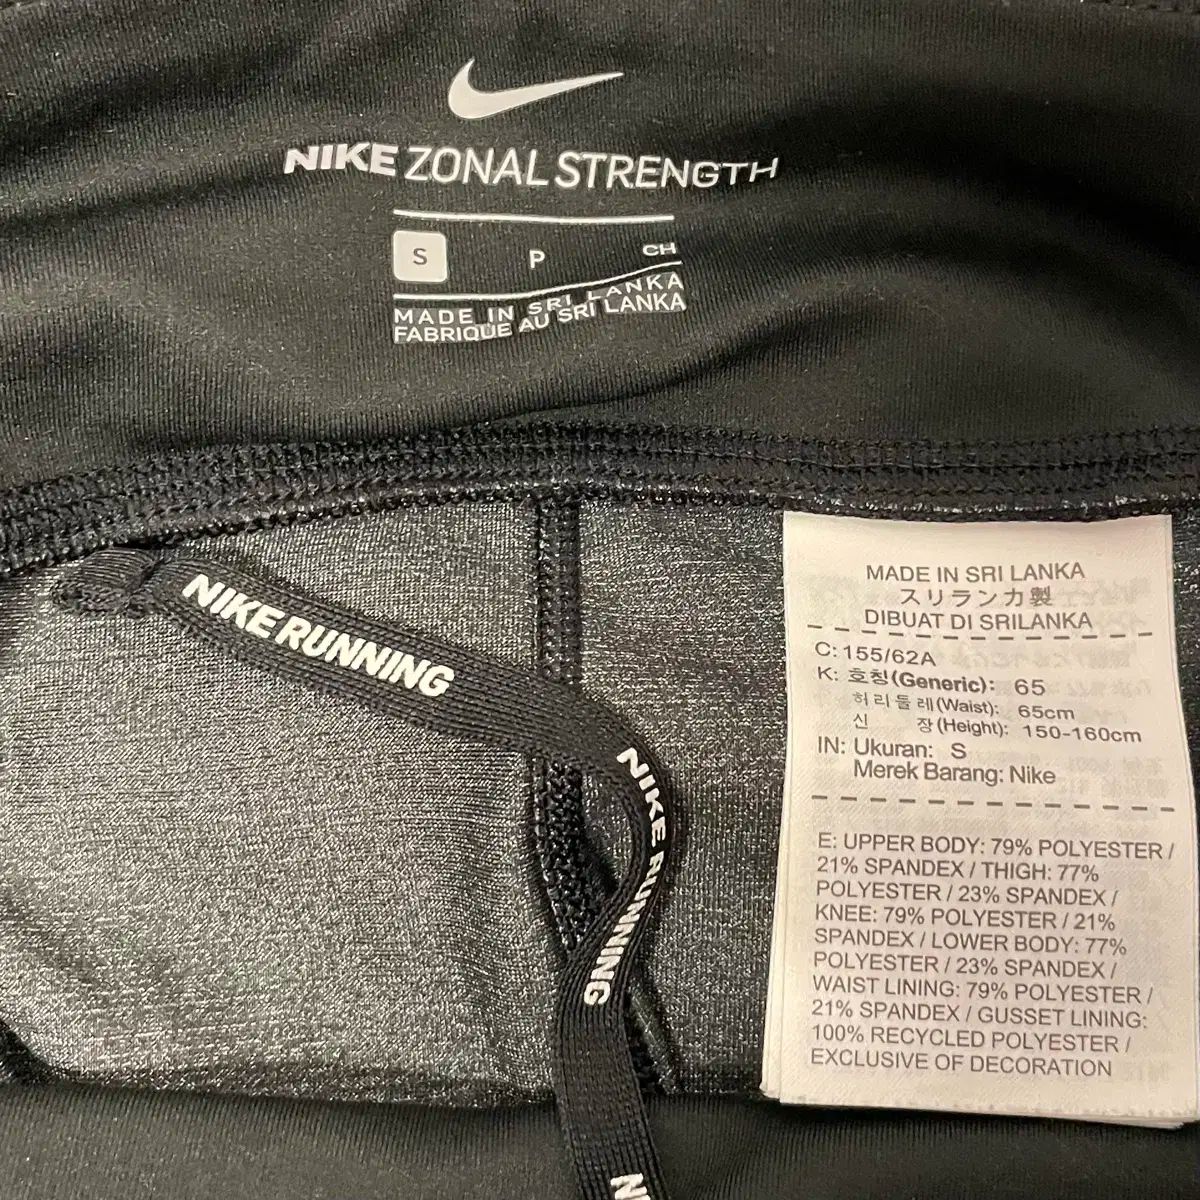 NIKE ZONAL STRENGTH
S P CH
MADE IN SRI LANKA
FABRIQUE AU SRI LANKA
NIKE RUNNING
NIKE RUNNING
MADE IN SRI LANKA
スリランカ製
DIBUAT DI SRILANKA
C: 155/62A
K: 호칭(Generic): 65
허리둘레(Waist): 65cm
신 장(Height): 150-160cm
IN: Ukuran: S
Merek Barang: Nike
E: UPPER BODY: 79% POLYESTER /
21% SPANDEX / THIGH: 77%
POLYESTER / 23% SPANDEX /
KNEE: 79% POLYESTER / 21%
SPANDEX / LOWER BODY: 77%
POLYESTER / 23% SPANDEX /
WAIST LINING: 79% POLYESTER /
21% SPANDEX / GUSSET LINING:
100% RECYCLED POLYESTER /
EXCLUSIVE OF DECORATION